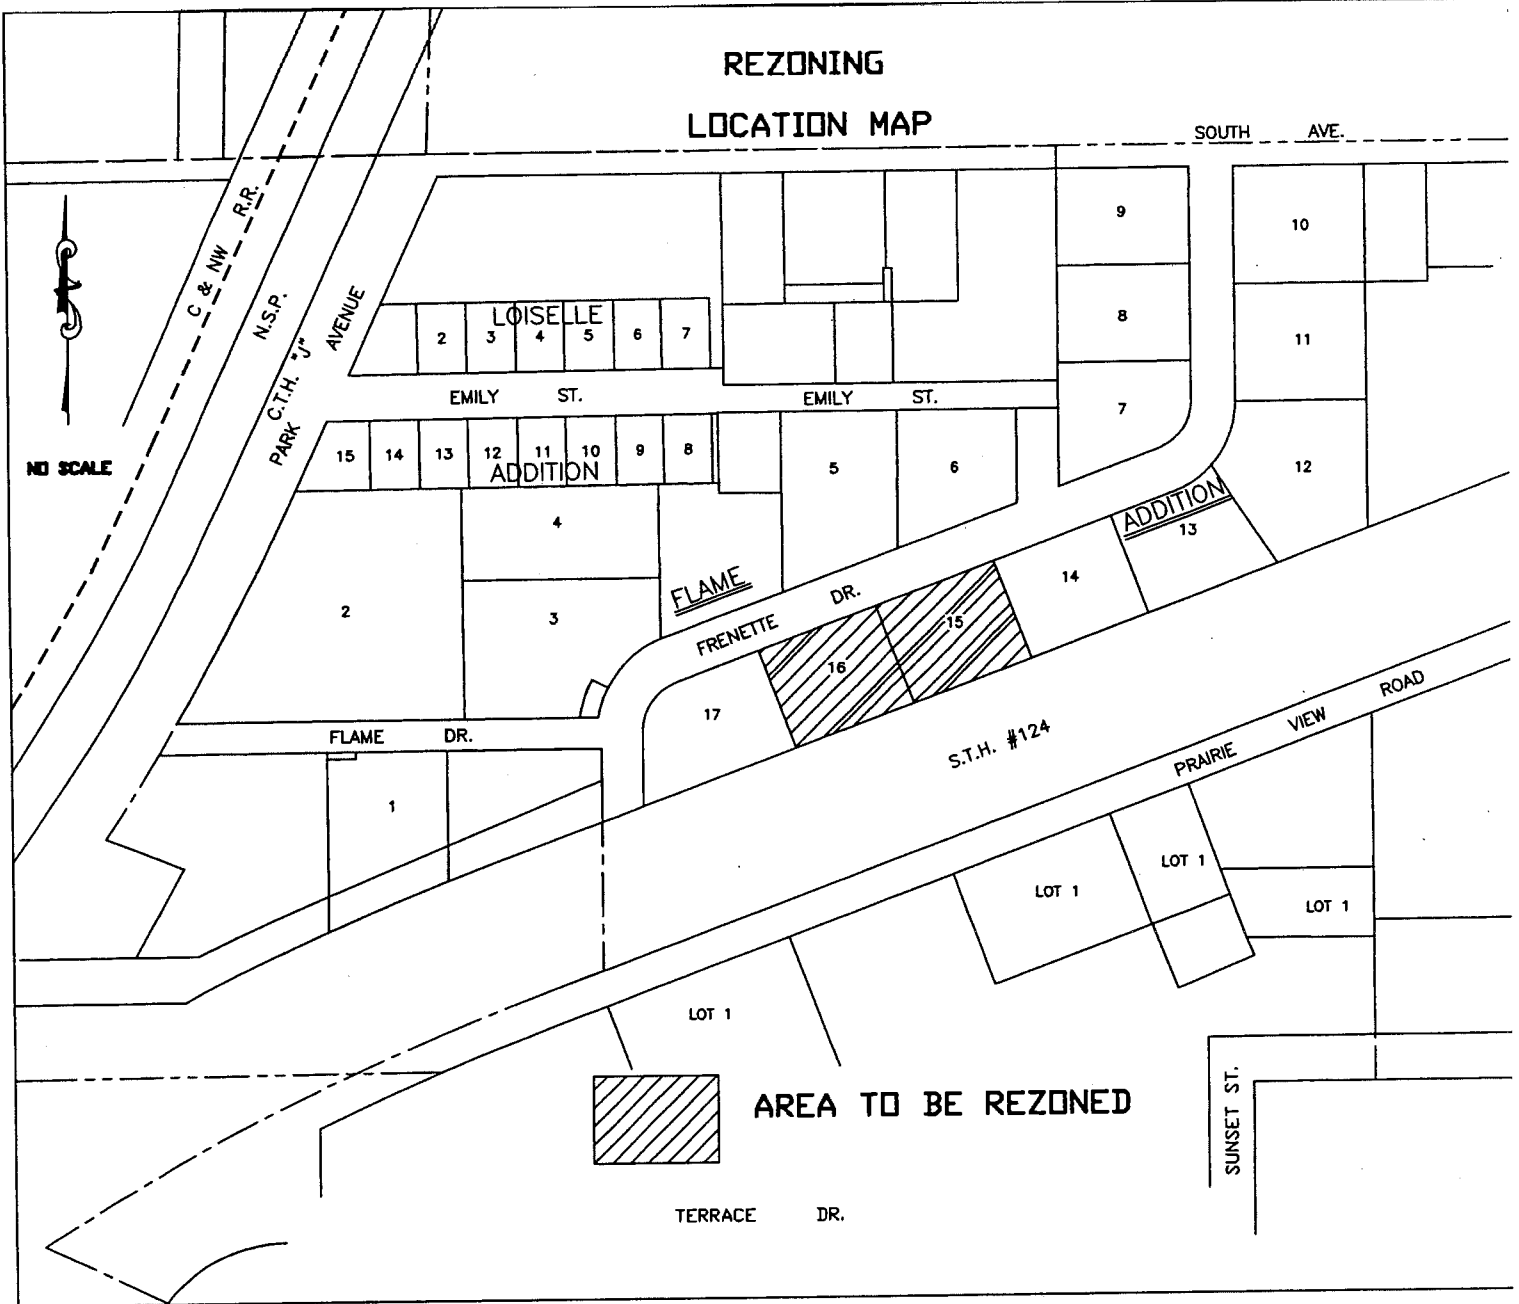 REZONING
LOCATION MAP
SOUTH AVE.
C & NW R.R.
N.S.P.
C.T.H. "J"
PARK AVENUE
NO SCALE
9
10
8
11
7
12
LOISELLE
2 3 4 5 6 7
EMILY ST.
EMILY ST.
15 14 13 12 11 10 9 8
ADDITION
5
6
4
2
3
FLAME
ADDITION
13
14
15
16
17
FRENETTE DR.
FLAME DR.
1
S.T.H. #124
PRAIRIE VIEW ROAD
LOT 1
LOT 1
LOT 1
LOT 1
AREA TO BE REZONED
SUNSET ST.
TERRACE DR.